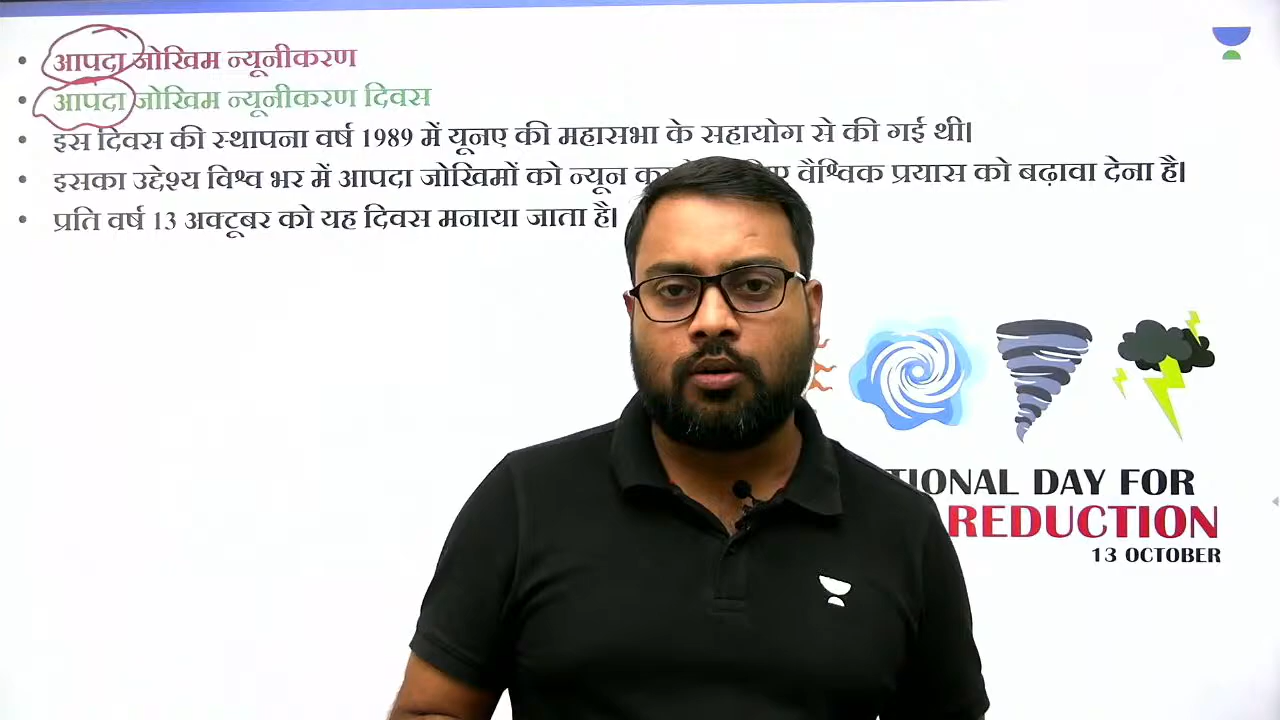 आपदा जोखिम न्यूनीकरण
आपदा जोखिम न्यूनीकरण दिवस
इस दिवस की स्थापना वर्ष 1989 में यूनए की महासभा के सहायोग से की गई थी।
इसका उद्देश्य विश्व भर में आपदा जोखिमों को न्यून वैश्विक प्रयास को बढ़ावा देना है।
प्रति वर्ष 13 अक्टूबर को यह दिवस मनाया जाता है।
TIONAL DAY FOR
REDUCTION
13 OCTOBER